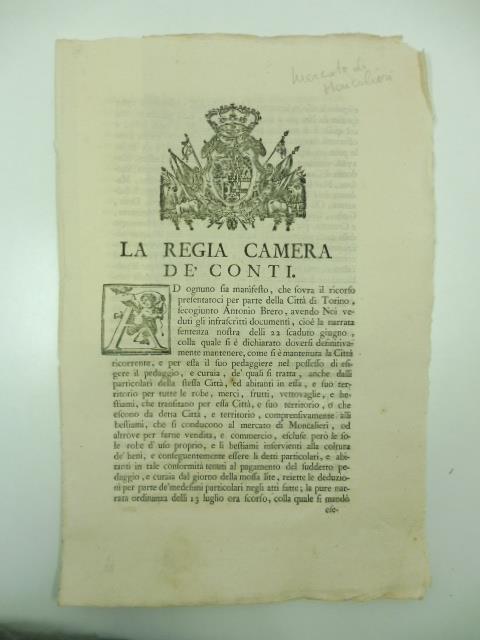 Mercato di
Moncalieri
LA REGIA CAMERA
DE' CONTI.
AD ognuno sia manifesto, che sovra il ricorso
presentatoci per parte della Città di Torino,
secogiunto Antonio Brero, avendo Noi ve-
duti gli infrascritti documenti, cioè la narrata
sentenza nostra delli 22 scaduto giugno,
colla quale si è dichiarato doversi definitiva-
mente mantenere, come si è mantenuta la Città
ricorrente, e per essa il suo pedaggiere nel possesso di esi-
gere il pedaggio, e curaia, de' quali si tratta, anche dalli
particolari della stessa Città, ed abitanti in essa, e suo ter-
ritorio per tutte le robe, merci, frutti, vettovaglie, e be-
stiami, che transitano per essa Città, e suo territorio, o che
escono da detta Città, e territorio, comprensivamente alli
bestiami, che si conducono al mercato di Moncalieri, od
altrove per farne vendita, e commercio, escluse però le so-
le robe d'uso proprio, e li bestiami inservienti alla coltura
de' beni, e conseguentemente essere li detti particolari, e abi-
tanti in tale conformità tenuti al pagamento del suddetto pe-
daggio, e curaia dal giorno della mossa lite, reiette le deduzio-
ni per parte de' medesimi particolari negli atti fatte; la pure nar-
rata ordinanza delli 13 luglio ora scorso, colla quale si mandò
ese-